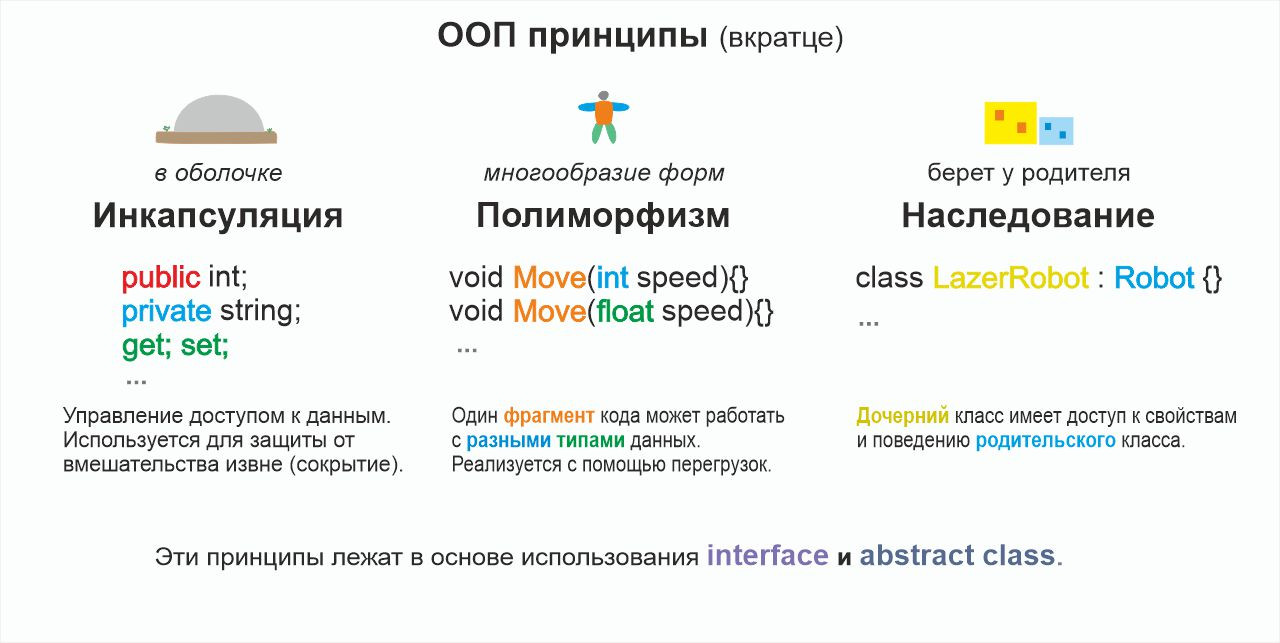 ООП принципы (вкратце)
в оболочке
Инкапсуляция
public int;
private string;
get; set;
...
Управление доступом к данным.
Используется для защиты от
вмешательства извне (сокрытие).
многообразие форм
Полиморфизм
void Move(int speed){}
void Move(float speed){}
...
Один фрагмент кода может работать
с разными типами данных.
Реализуется с помощью перегрузок.
берет у родителя
Наследование
class LazerRobot : Robot {}
...
Дочерний класс имеет доступ к свойствам
и поведению родительского класса.
Эти принципы лежат в основе использования interface и abstract class.